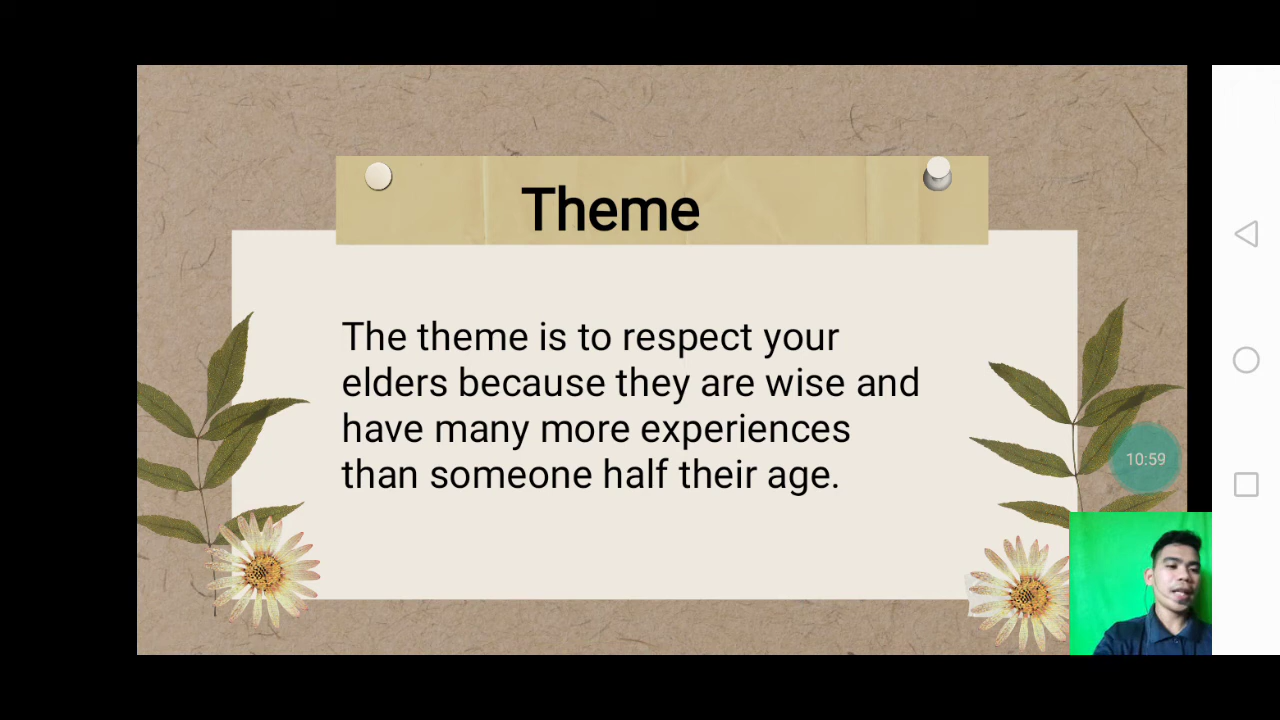 Theme
The theme is to respect your
elders because they are wise and
have many more experiences
than someone half their age.
10:59